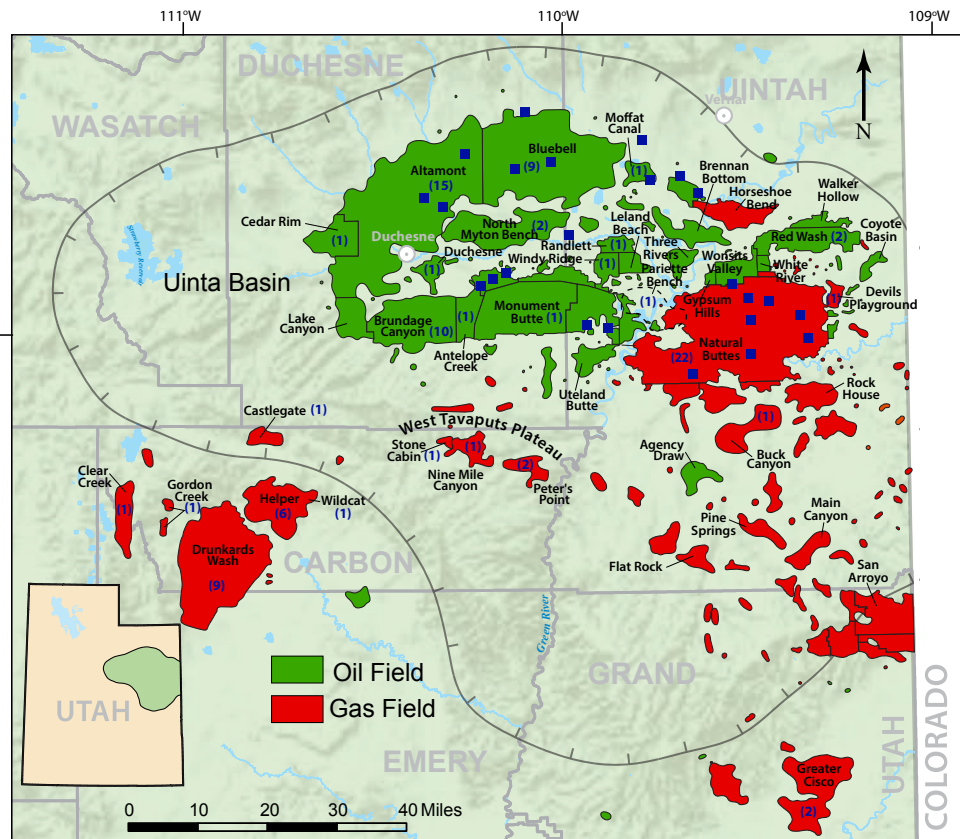 111°W
110°W
109°W
DUCHESNE
UINTAH
WASATCH
Vernal
N
Moffat
Canal
(1)
Bluebell
(9)
Altamont
(15)
Brennan
Bottom
Horseshoe
Bend
Walker
Hollow
Coyote
Basin
Cedar Rim
(1)
North
Myton Bench
(2)
Leland
Beach
(1)
Red Wash (2)
Duchesne
Duchesne
(1)
Randlett
Windy Ridge
(1)
Three
Rivers
Pariette
Bench
(1)
Wonsits
Valley
White
River
Uinta Basin
Devils
Playground
(1)
Gypsum
Hills
Lake
Canyon
Brundage
Canyon (10)
(1)
Monument
Butte (1)
Natural
Buttes
(22)
Antelope
Creek
Uteland
Butte
Rock
House
Castlegate (1)
West Tavaputs Plateau
(1)
Buck
Canyon
Stone
Cabin (1)
(1)
Nine Mile
Canyon
(2)
Peter's
Point
Agency
Draw
Clear
Creek
(1)
Gordon
Creek
(1)
Helper
(6)
Wildcat
(1)
Pine
Springs
Main
Canyon
Drunkards
Wash
(9)
CARBON
Flat Rock
San
Arroyo
Green River
GRAND
Oil Field
Gas Field
UTAH
EMERY
UTAH
COLORADO
Greater
Cisco
(2)
0 10 20 30 40 Miles